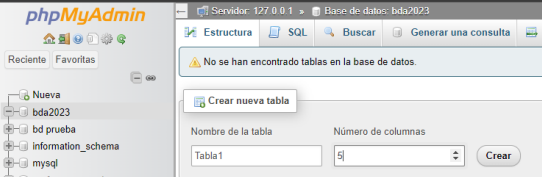 phpMyAdmin
Servidor: 127.0.0.1 » Base de datos: bda2023
Estructura SQL Buscar Generar una consulta
Reciente Favoritas
No se han encontrado tablas en la base de datos.
Nueva
bda2023
bd prueba
information_schema
mysql
Crear nueva tabla
Nombre de la tabla
Número de columnas
Tabla1
5
Crear